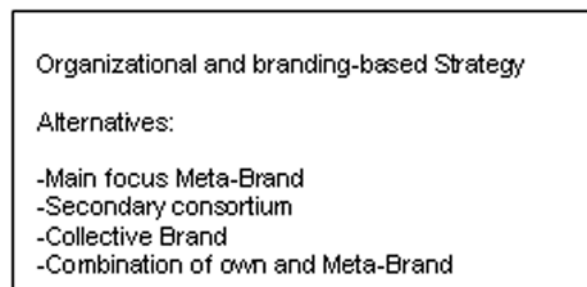 Organizational and branding-based Strategy
Alternatives:
-Main focus Meta-Brand
-Secondary consortium
-Collective Brand
-Combination of own and Meta-Brand